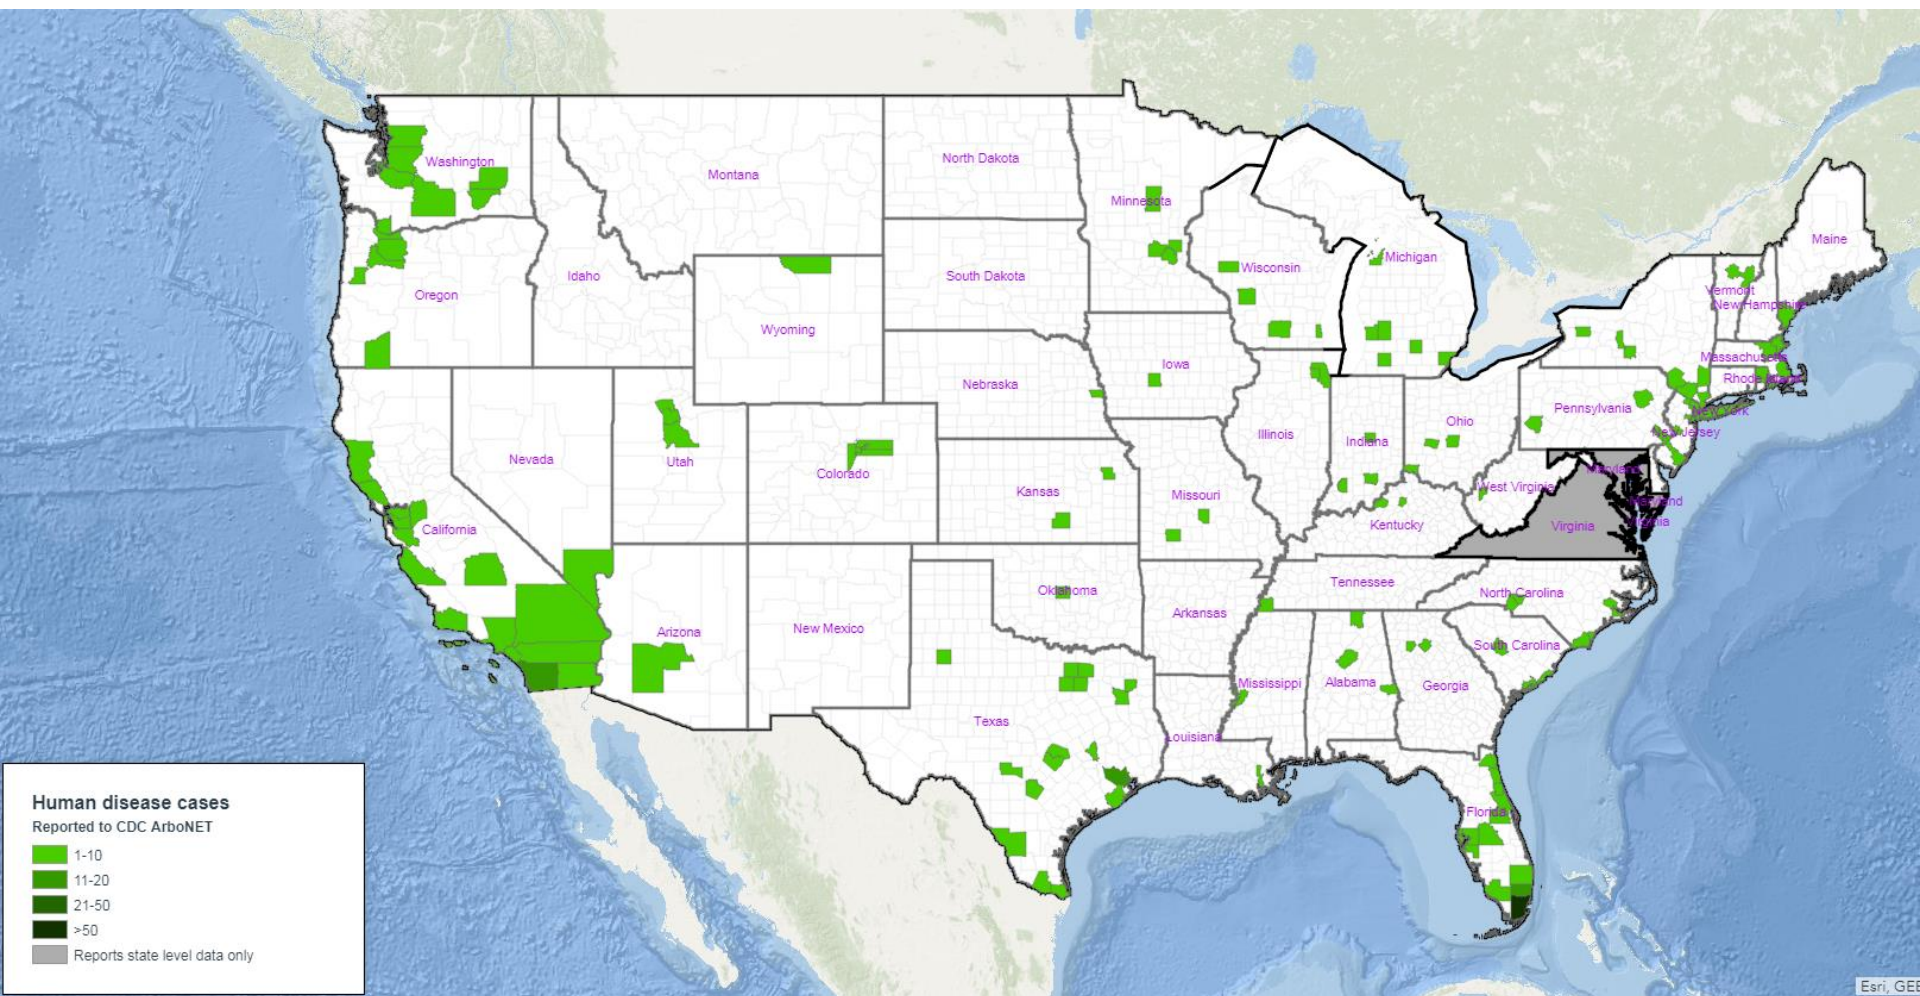 Washington
Montana
North Dakota
Minnesota
Maine
Michigan
Wisconsin
South Dakota
Idaho
Oregon
Vermont
New Hampshire
Wyoming
Iowa
Massachusetts
Rhode Island
Nebraska
Pennsylvania
New York
Ohio
New Jersey
Illinois
Indiana
Nevada
Utah
Colorado
Maryland
Kansas
Missouri
West Virginia
Maryland
California
Kentucky
Virginia
Virginia
Tennessee
Oklahoma
North Carolina
Arkansas
Arizona
New Mexico
South Carolina
Mississippi
Alabama
Georgia
Texas
Louisiana
Florida
Human disease cases
Reported to CDC ArboNET
1-10
11-20
21-50
>50
Reports state level data only
Esri,